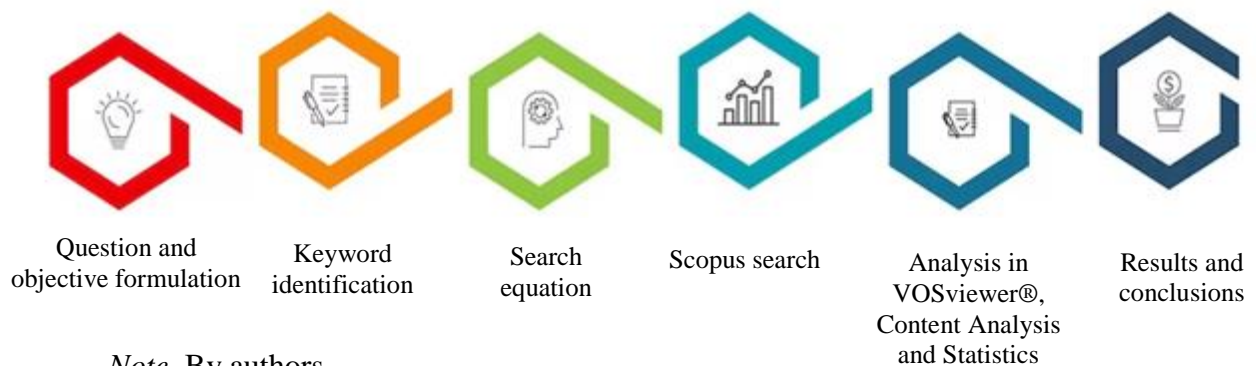 Question and
objective formulation
Keyword
identification
Search
equation
Scopus search
Analysis in
VOSviewer®,
Content Analysis
and Statistics
Results and
conclusions
Note. By authors